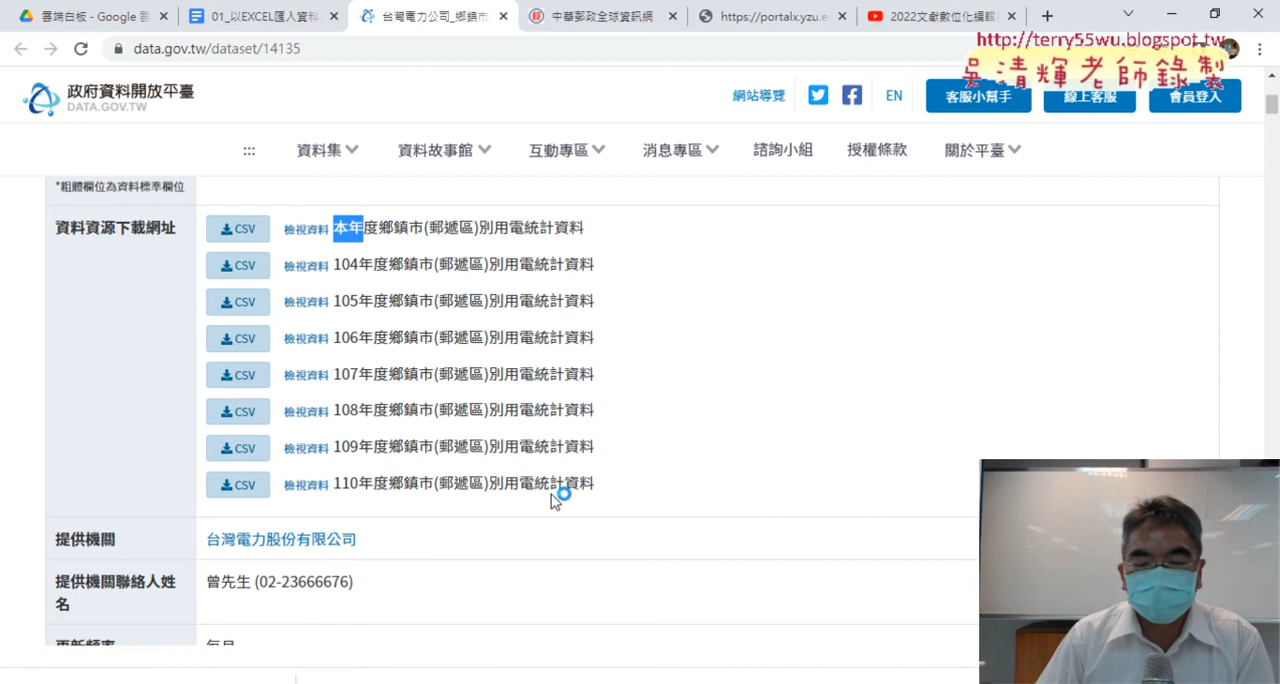 雲端白板 - Google 雲
01_以EXCEL匯入資料
台灣電力公司_鄉鎮市
中華郵政全球資訊網
https://portalx.yzu.e
2022文獻數位化編輯
data.gov.tw/dataset/14135
http://terry55wu.blogspot.tw
吳清輝老師錄製
政府資料開放平臺
DATA.GOV.TW
網站導覽
EN
客服小幫手
線上客服
會員登入
資料集
資料故事館
互動專區
消息專區
諮詢小組
授權條款
關於平臺
*粗體欄位為資料標準欄位
資料資源下載網址
CSV 檢視資料 本年度鄉鎮市(郵遞區)別用電統計資料
CSV 檢視資料 104年度鄉鎮市(郵遞區)別用電統計資料
CSV 檢視資料 105年度鄉鎮市(郵遞區)別用電統計資料
CSV 檢視資料 106年度鄉鎮市(郵遞區)別用電統計資料
CSV 檢視資料 107年度鄉鎮市(郵遞區)別用電統計資料
CSV 檢視資料 108年度鄉鎮市(郵遞區)別用電統計資料
CSV 檢視資料 109年度鄉鎮市(郵遞區)別用電統計資料
CSV 檢視資料 110年度鄉鎮市(郵遞區)別用電統計資料
提供機關
台灣電力股份有限公司
提供機關聯絡人姓名
曾先生 (02-23666676)
更新頻率
每月